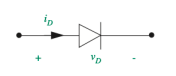 i_D
+ v_D -